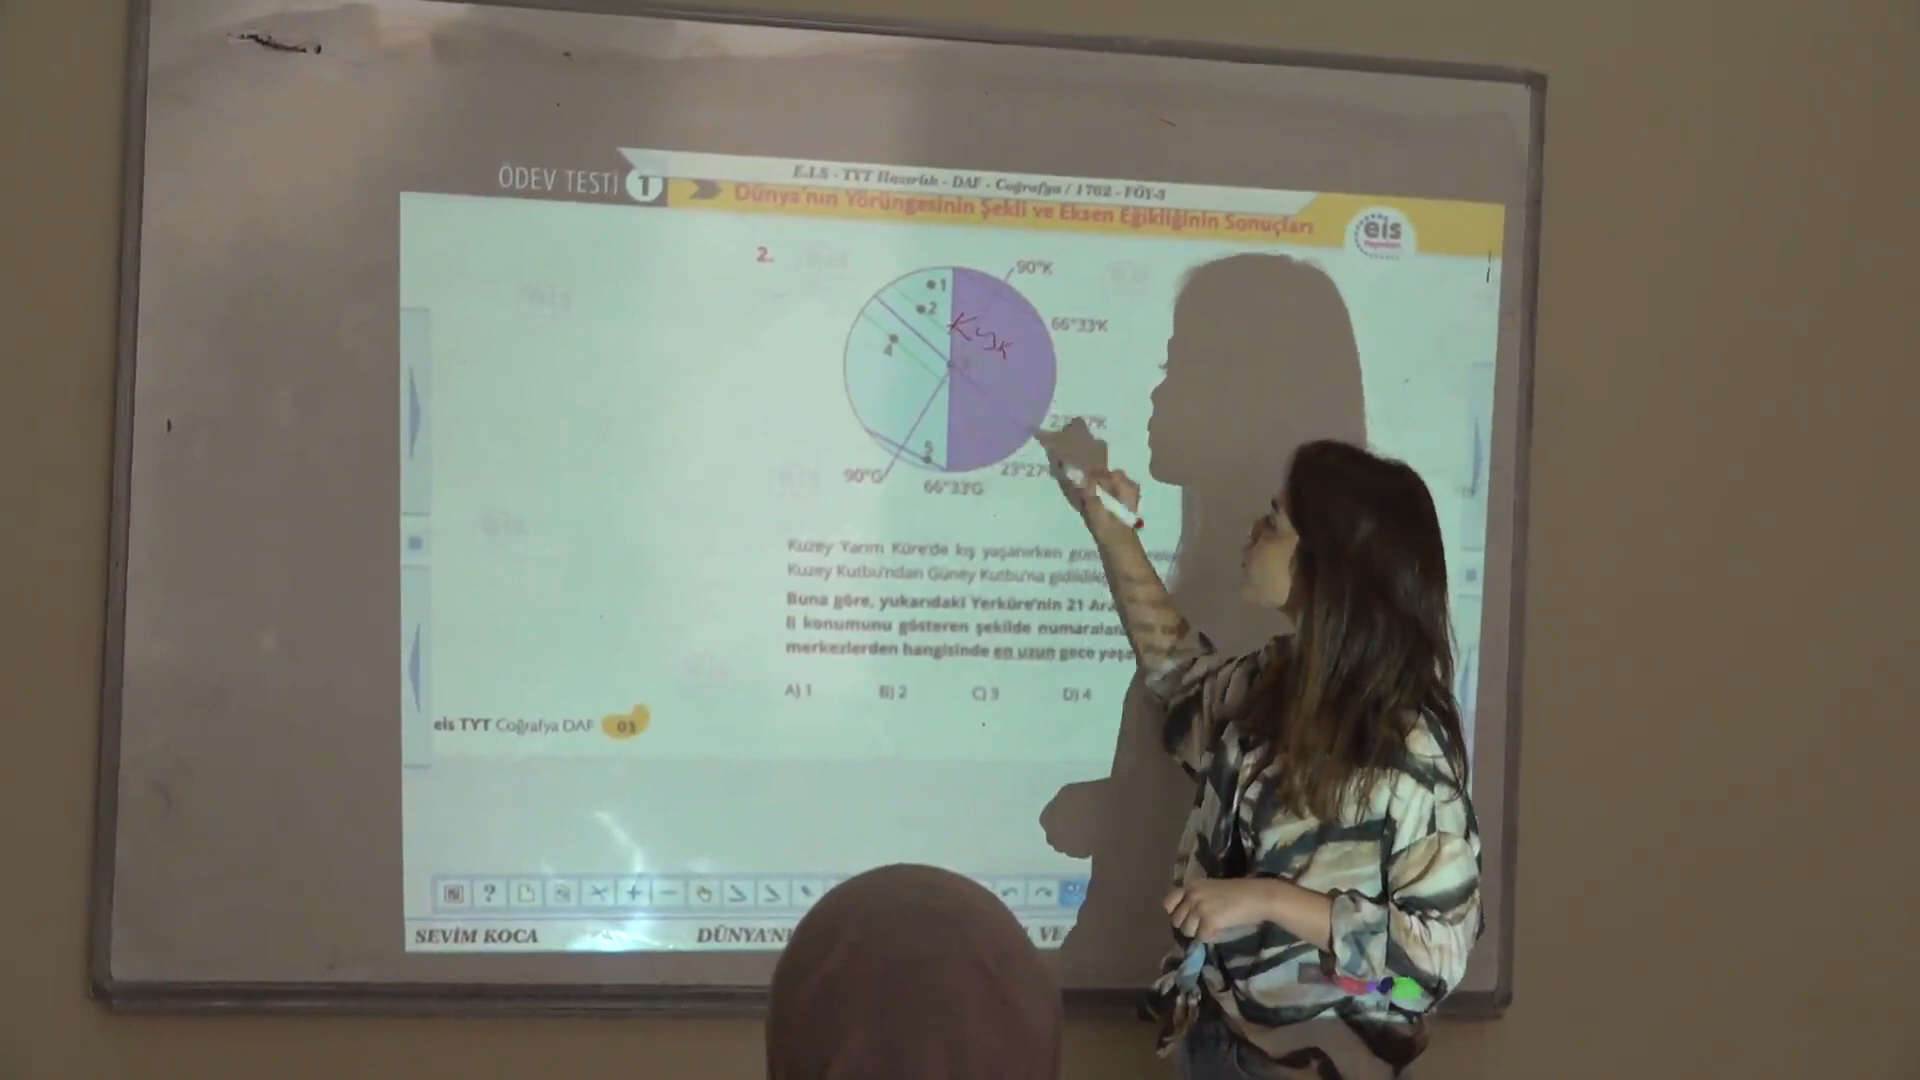 ÖDEV TESTİ 1
E.I.S - TYT Hazırlık - DAF - Coğrafya / 1762 - FÖY-3
Dünya'nın Yörüngesinin Şekli ve Eksen Eğikliğinin Sonuçları
eis
2.
90°K
1
2
66°33'K
4
5
90°G
66°33'G
23°27'
Kuzey Yarım Küre'de kış yaşanırken
Kuzey Kutbu'ndan Güney Kutbu'na
Buna göre, yukarıdaki Yerküre'nin 21
konumunu gösteren şekilde
merkezlerden hangisinde en uzun gece
A) 1 B) 2 C) 3 D) 4
eis TYT Coğrafya DAF 03
SEVİM KOCA
VE